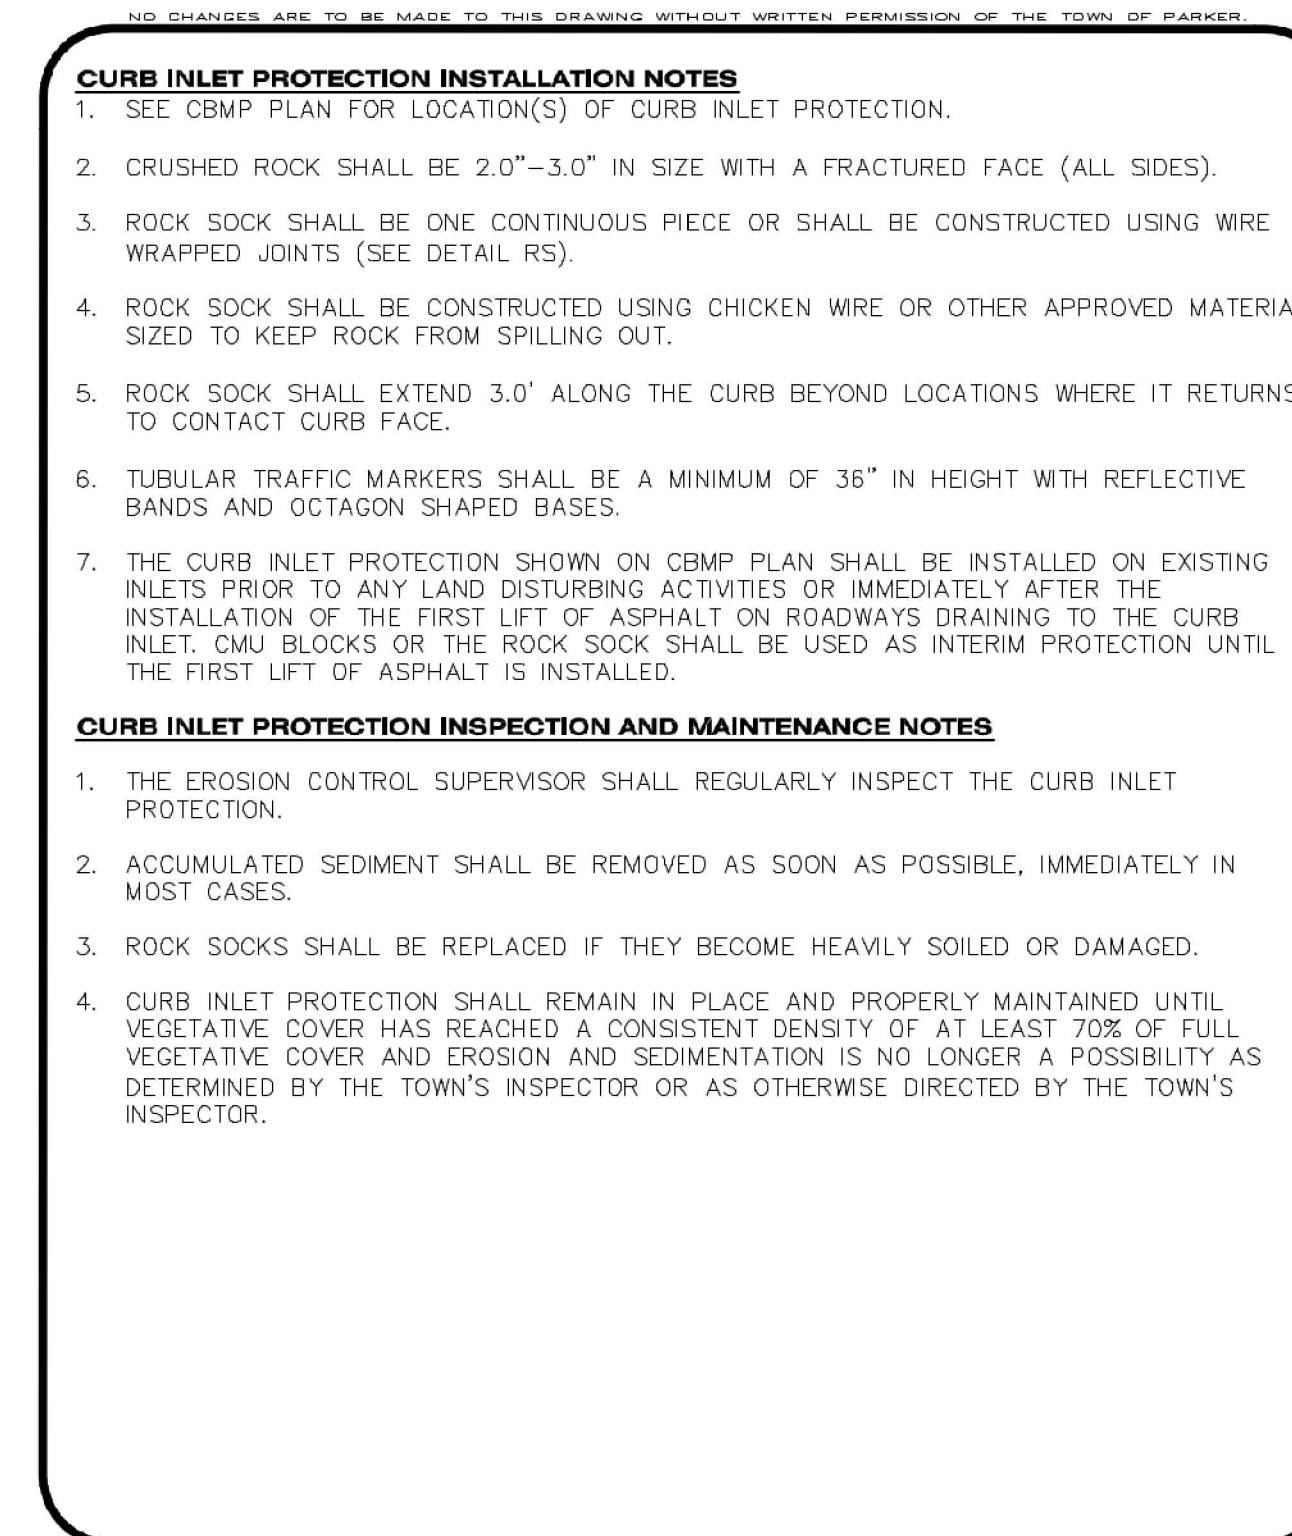 NO CHANGES ARE TO BE MADE TO THIS DRAWING WITHOUT WRITTEN PERMISSION OF THE TOWN OF PARKER.
CURB INLET PROTECTION INSTALLATION NOTES
1. SEE CBMP PLAN FOR LOCATION(S) OF CURB INLET PROTECTION.
2. CRUSHED ROCK SHALL BE 2.0"–3.0" IN SIZE WITH A FRACTURED FACE (ALL SIDES).
3. ROCK SOCK SHALL BE ONE CONTINUOUS PIECE OR SHALL BE CONSTRUCTED USING WIRE
WRAPPED JOINTS (SEE DETAIL RS).
4. ROCK SOCK SHALL BE CONSTRUCTED USING CHICKEN WIRE OR OTHER APPROVED MATERIA
SIZED TO KEEP ROCK FROM SPILLING OUT.
5. ROCK SOCK SHALL EXTEND 3.0' ALONG THE CURB BEYOND LOCATIONS WHERE IT RETURNS
TO CONTACT CURB FACE.
6. TUBULAR TRAFFIC MARKERS SHALL BE A MINIMUM OF 36" IN HEIGHT WITH REFLECTIVE
BANDS AND OCTAGON SHAPED BASES.
7. THE CURB INLET PROTECTION SHOWN ON CBMP PLAN SHALL BE INSTALLED ON EXISTING
INLETS PRIOR TO ANY LAND DISTURBING ACTIVITIES OR IMMEDIATELY AFTER THE
INSTALLATION OF THE FIRST LIFT OF ASPHALT ON ROADWAYS DRAINING TO THE CURB
INLET. CMU BLOCKS OR THE ROCK SOCK SHALL BE USED AS INTERIM PROTECTION UNTIL
THE FIRST LIFT OF ASPHALT IS INSTALLED.
CURB INLET PROTECTION INSPECTION AND MAINTENANCE NOTES
1. THE EROSION CONTROL SUPERVISOR SHALL REGULARLY INSPECT THE CURB INLET
PROTECTION.
2. ACCUMULATED SEDIMENT SHALL BE REMOVED AS SOON AS POSSIBLE, IMMEDIATELY IN
MOST CASES.
3. ROCK SOCKS SHALL BE REPLACED IF THEY BECOME HEAVILY SOILED OR DAMAGED.
4. CURB INLET PROTECTION SHALL REMAIN IN PLACE AND PROPERLY MAINTAINED UNTIL
VEGETATIVE COVER HAS REACHED A CONSISTENT DENSITY OF AT LEAST 70% OF FULL
VEGETATIVE COVER AND EROSION AND SEDIMENTATION IS NO LONGER A POSSIBILITY AS
DETERMINED BY THE TOWN'S INSPECTOR OR AS OTHERWISE DIRECTED BY THE TOWN'S
INSPECTOR.